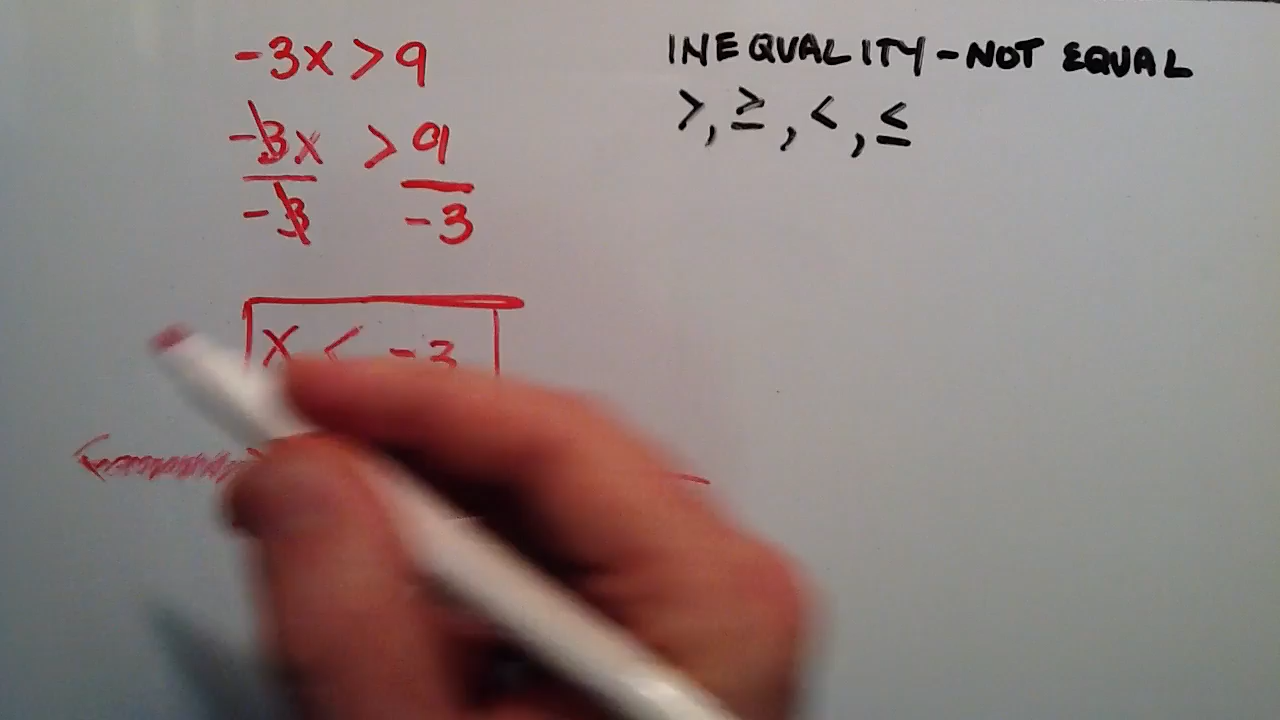 -3x > 9
-3x > 9
-3 -3
x < -3
INEQUALITY - NOT EQUAL
>, ≥, <, ≤